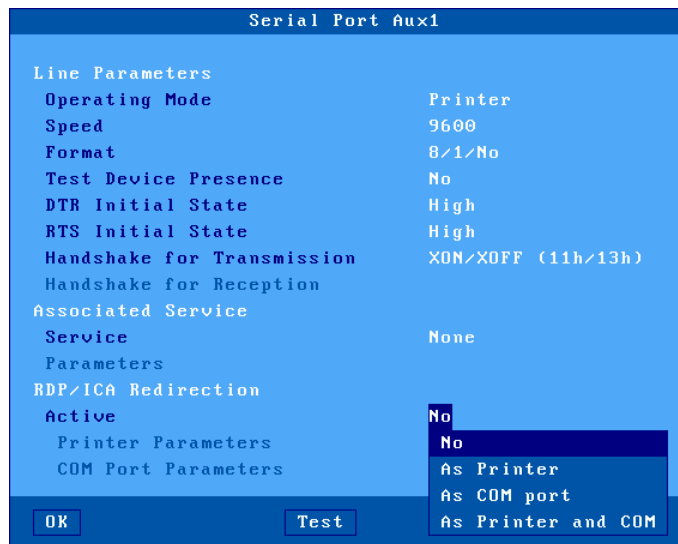 Serial Port Aux1
Line Parameters
Operating Mode Printer
Speed 9600
Format 8/1/No
Test Device Presence No
DTR Initial State High
RTS Initial State High
Handshake for Transmission XON/XOFF (11h/13h)
Handshake for Reception
Associated Service
Service None
Parameters
RDP/ICA Redirection
Active No
Printer Parameters No
COM Port Parameters As Printer
As COM port
OK Test As Printer and COM